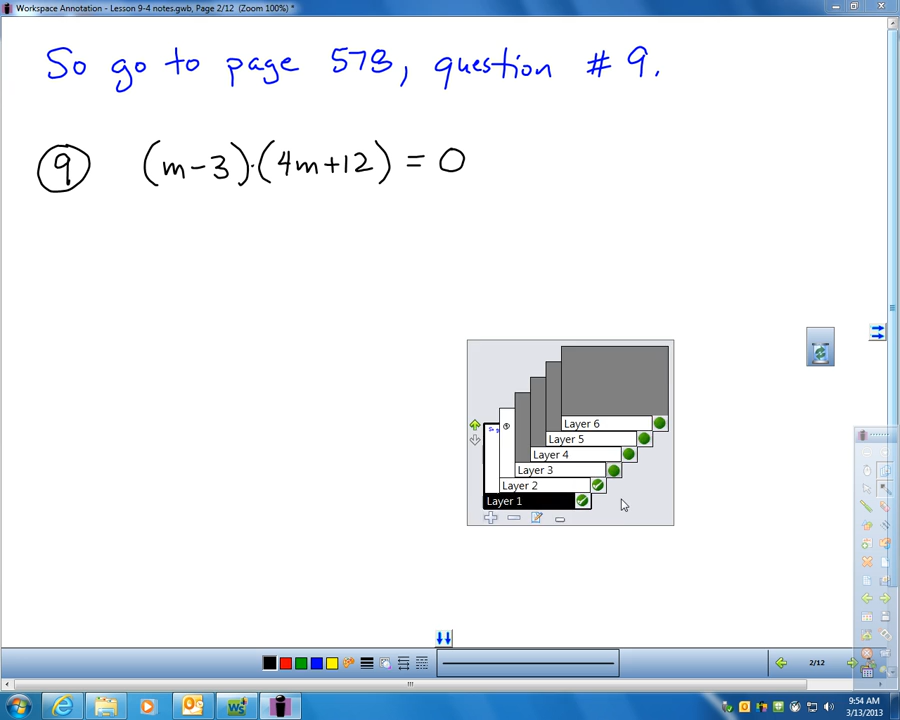 Workspace Annotation - Lesson 9-4 notes.gwb, Page 2/12 (Zoom 100%) *
So go to page 578, question # 9.
9 (m-3)·(4m+12) = 0
Layer 6
Layer 5
Layer 4
Layer 3
Layer 2
Layer 1
2/12
9:54 AM
3/13/2013